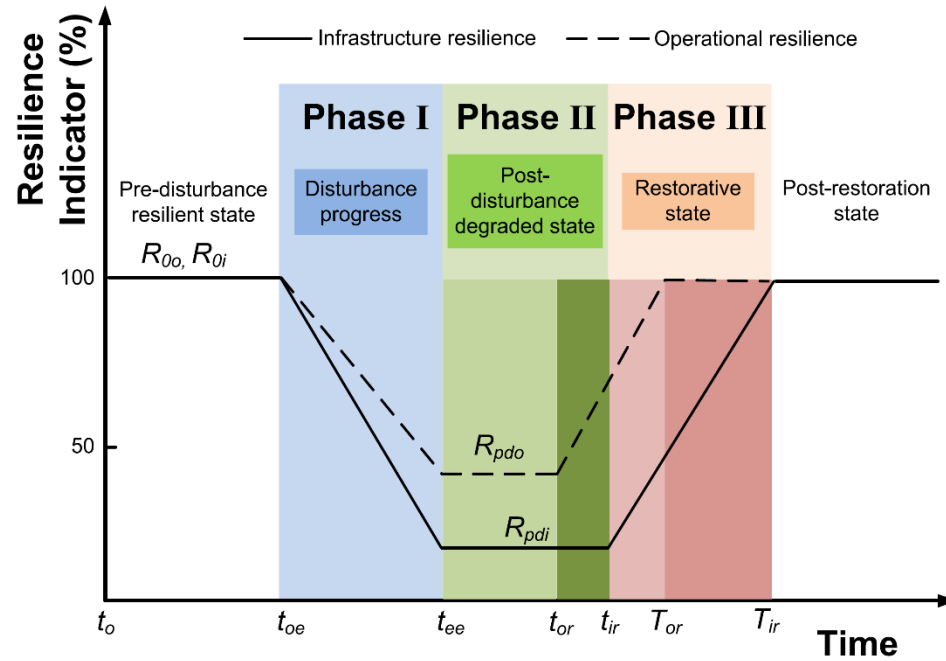 Resilience
Indicator (%)
Infrastructure resilience
Operational resilience
Phase I
Phase II
Phase III
Pre-disturbance
resilient state
Disturbance
progress
Post-
disturbance
degraded state
Restorative
state
Post-restoration
state
R0o, R0i
100
50
Rpdo
Rpdi
to
toe
tee
tor
tir
Tor
Tir
Time